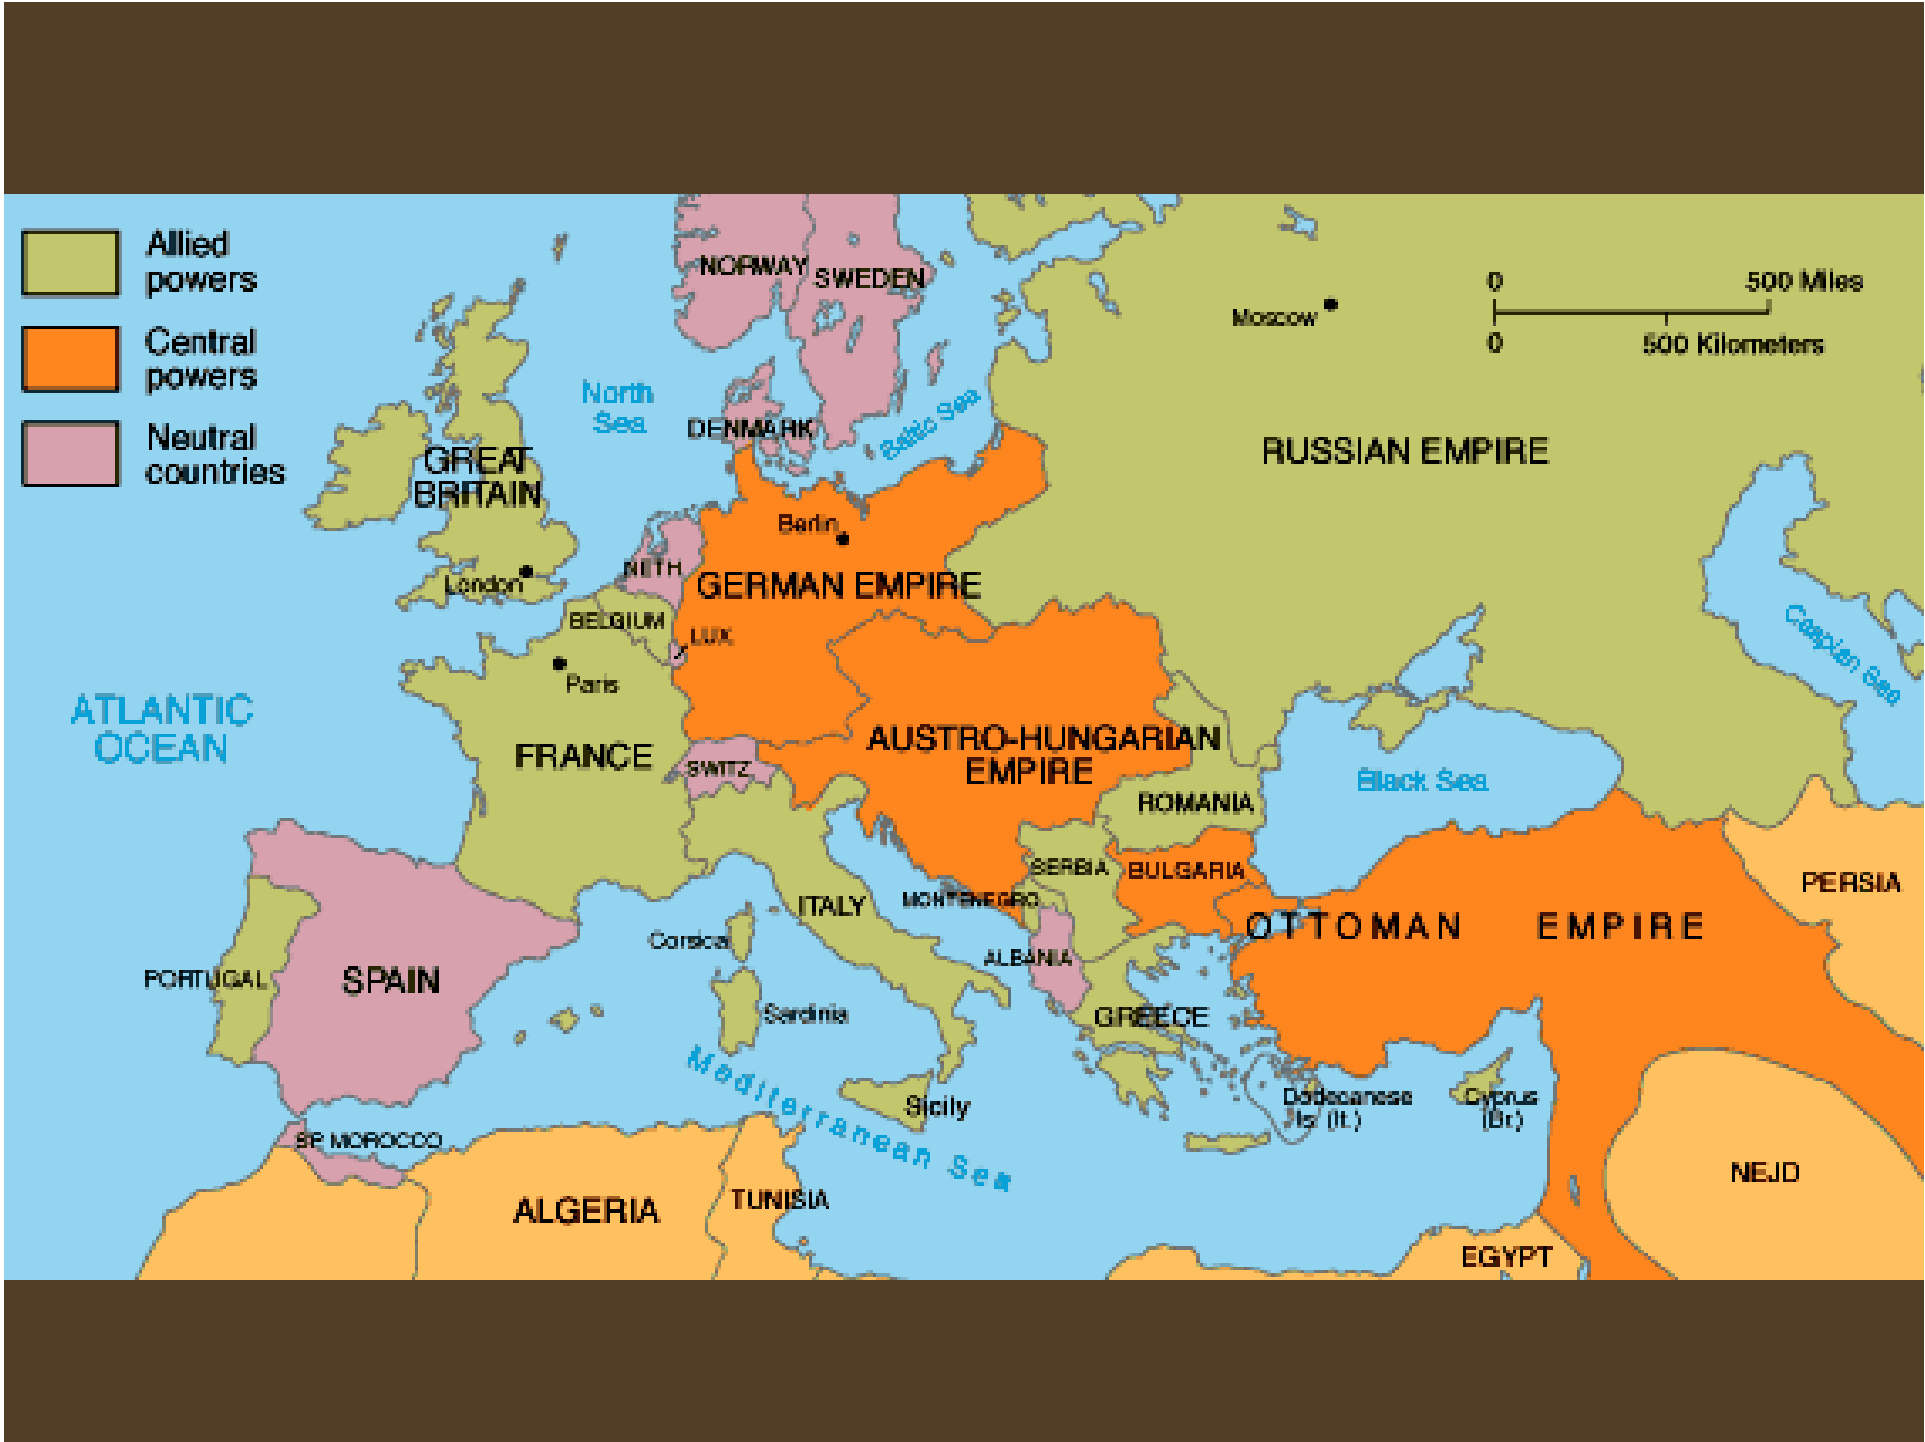 Allied
powers
Central
powers
Neutral
countries
NORWAY
SWEDEN
0
500 Miles
0
500 Kilometers
Moscow
North
Sea
DENMARK
Baltic Sea
GREAT
BRITAIN
RUSSIAN EMPIRE
Berlin
London
NETH
GERMAN EMPIRE
BELGIUM
LUX
Paris
Caspian Sea
ATLANTIC
OCEAN
FRANCE
SWITZ
AUSTRO-HUNGARIAN
EMPIRE
Black Sea
ROMANIA
SERBIA
BULGARIA
PERSIA
MONTENEGRO
ITALY
OTTOMAN EMPIRE
Corsica
ALBANIA
PORTUGAL
SPAIN
Sardinia
GREECE
Mediterranean Sea
Sicily
Dodecanese
Is. (It.)
Cyprus
(Br.)
SP. MOROCCO
ALGERIA
TUNISIA
NEJD
EGYPT